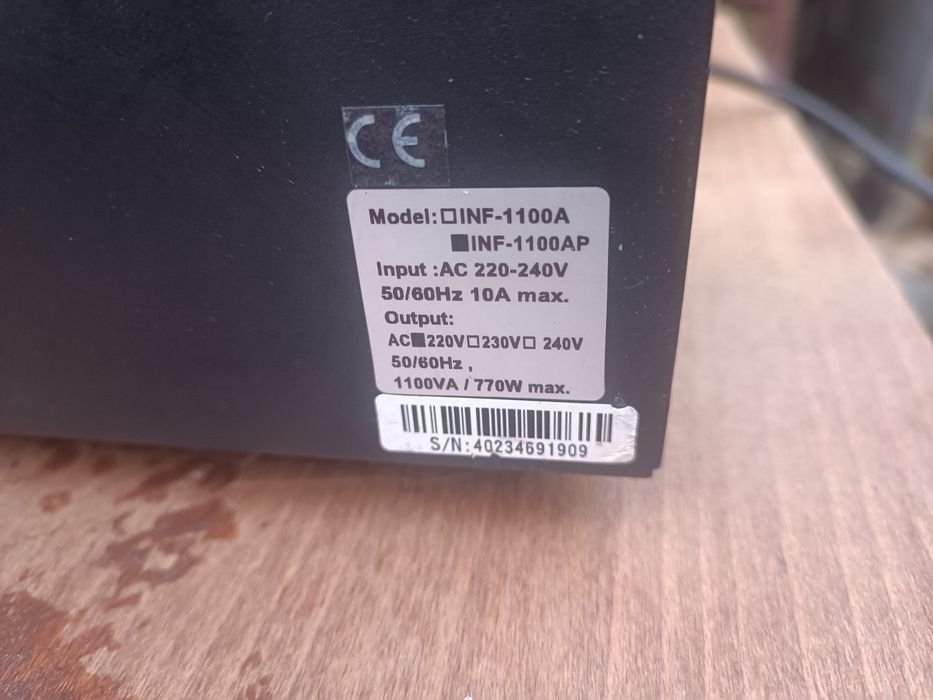 CE
Model:☐INF-1100A
■INF-1100AP
Input :AC 220-240V
50/60Hz 10A max.
Output:
AC■220V☐230V☐ 240V
50/60Hz ,
1100VA / 770W max.
S/N:40234691909